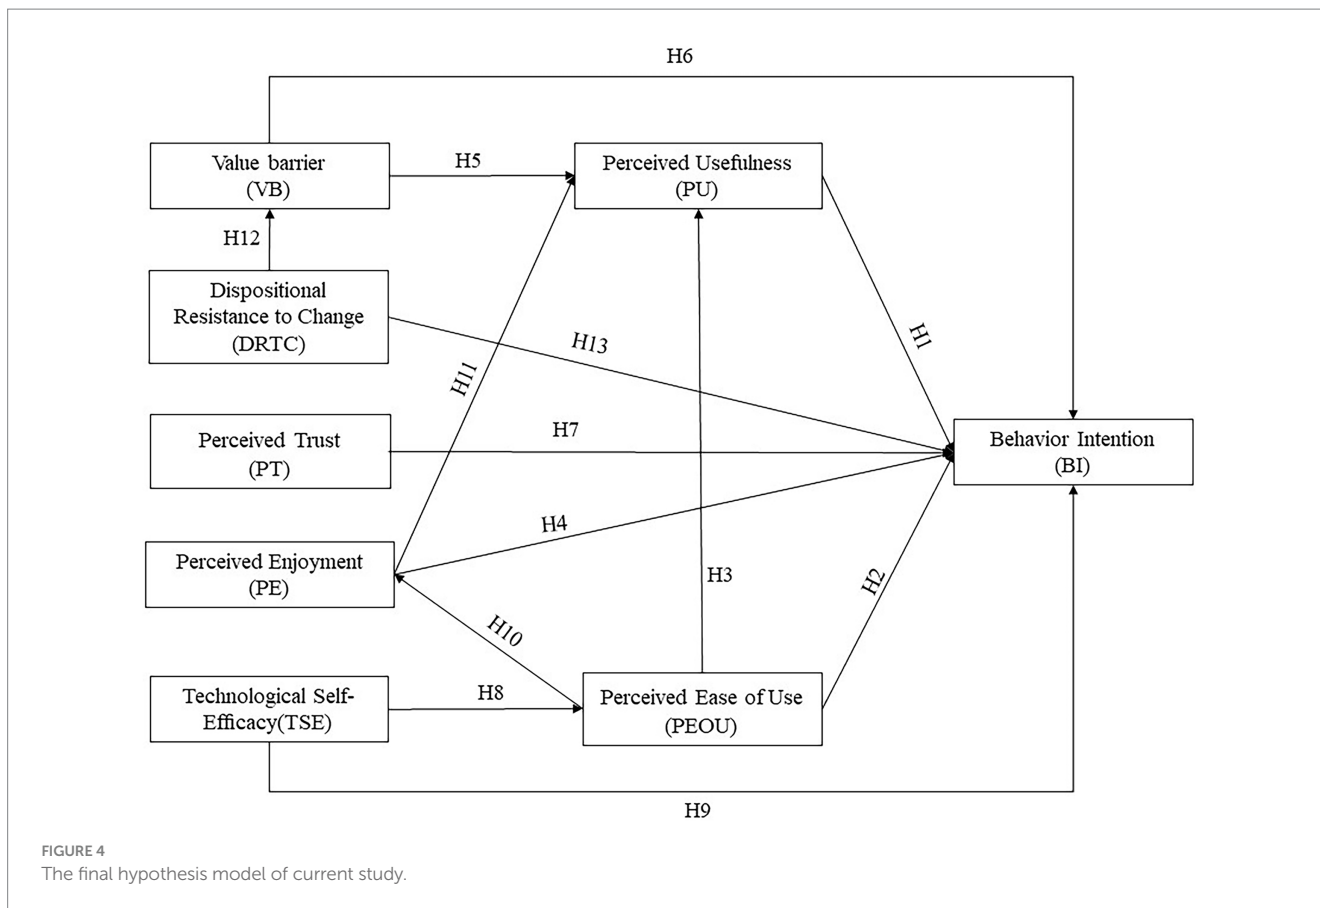 H6
Value barrier
(VB)
H5
Perceived Usefulness
(PU)
H12
Dispositional
Resistance to Change
(DRTC)
H13
H1
H11
Perceived Trust
(PT)
H7
Behavior Intention
(BI)
H4
Perceived Enjoyment
(PE)
H3
H2
H10
Technological Self-
Efficacy(TSE)
H8
Perceived Ease of Use
(PEOU)
H9
FIGURE 4
The final hypothesis model of current study.